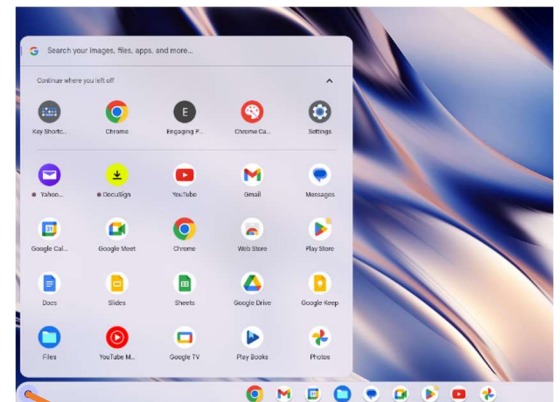 Search your images, files, apps, and more...
Continue where you left off
Key Shortc... Chrome Engaging P... Chrome Ca... Settings
Yahoo... DocuSign YouTube Gmail Messages
Google Cal... Google Meet Chrome Web Store Play Store
Docs Slides Sheets Google Drive Google Keep
Files YouTube M... Google TV Play Books Photos